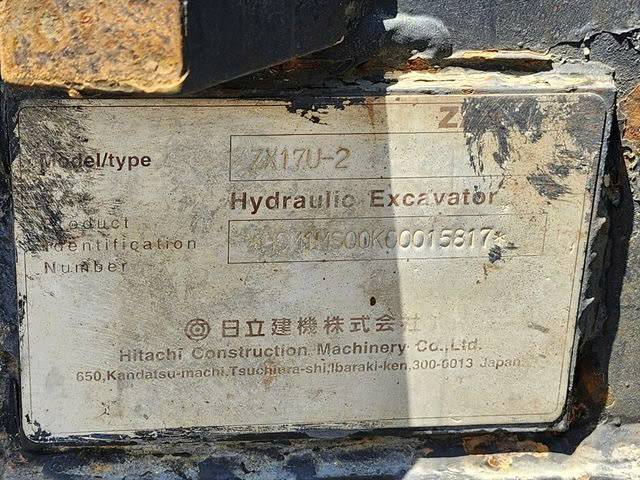 Model/type
ZX17U-2
Hydraulic Excavator
Product
Identification
Number
日立建機株式会社
Hitachi Construction Machinery Co.,Ltd.
650,Kandatsu-machi,Tsuchiura-shi,Ibaraki-ken,300-0013 Japan